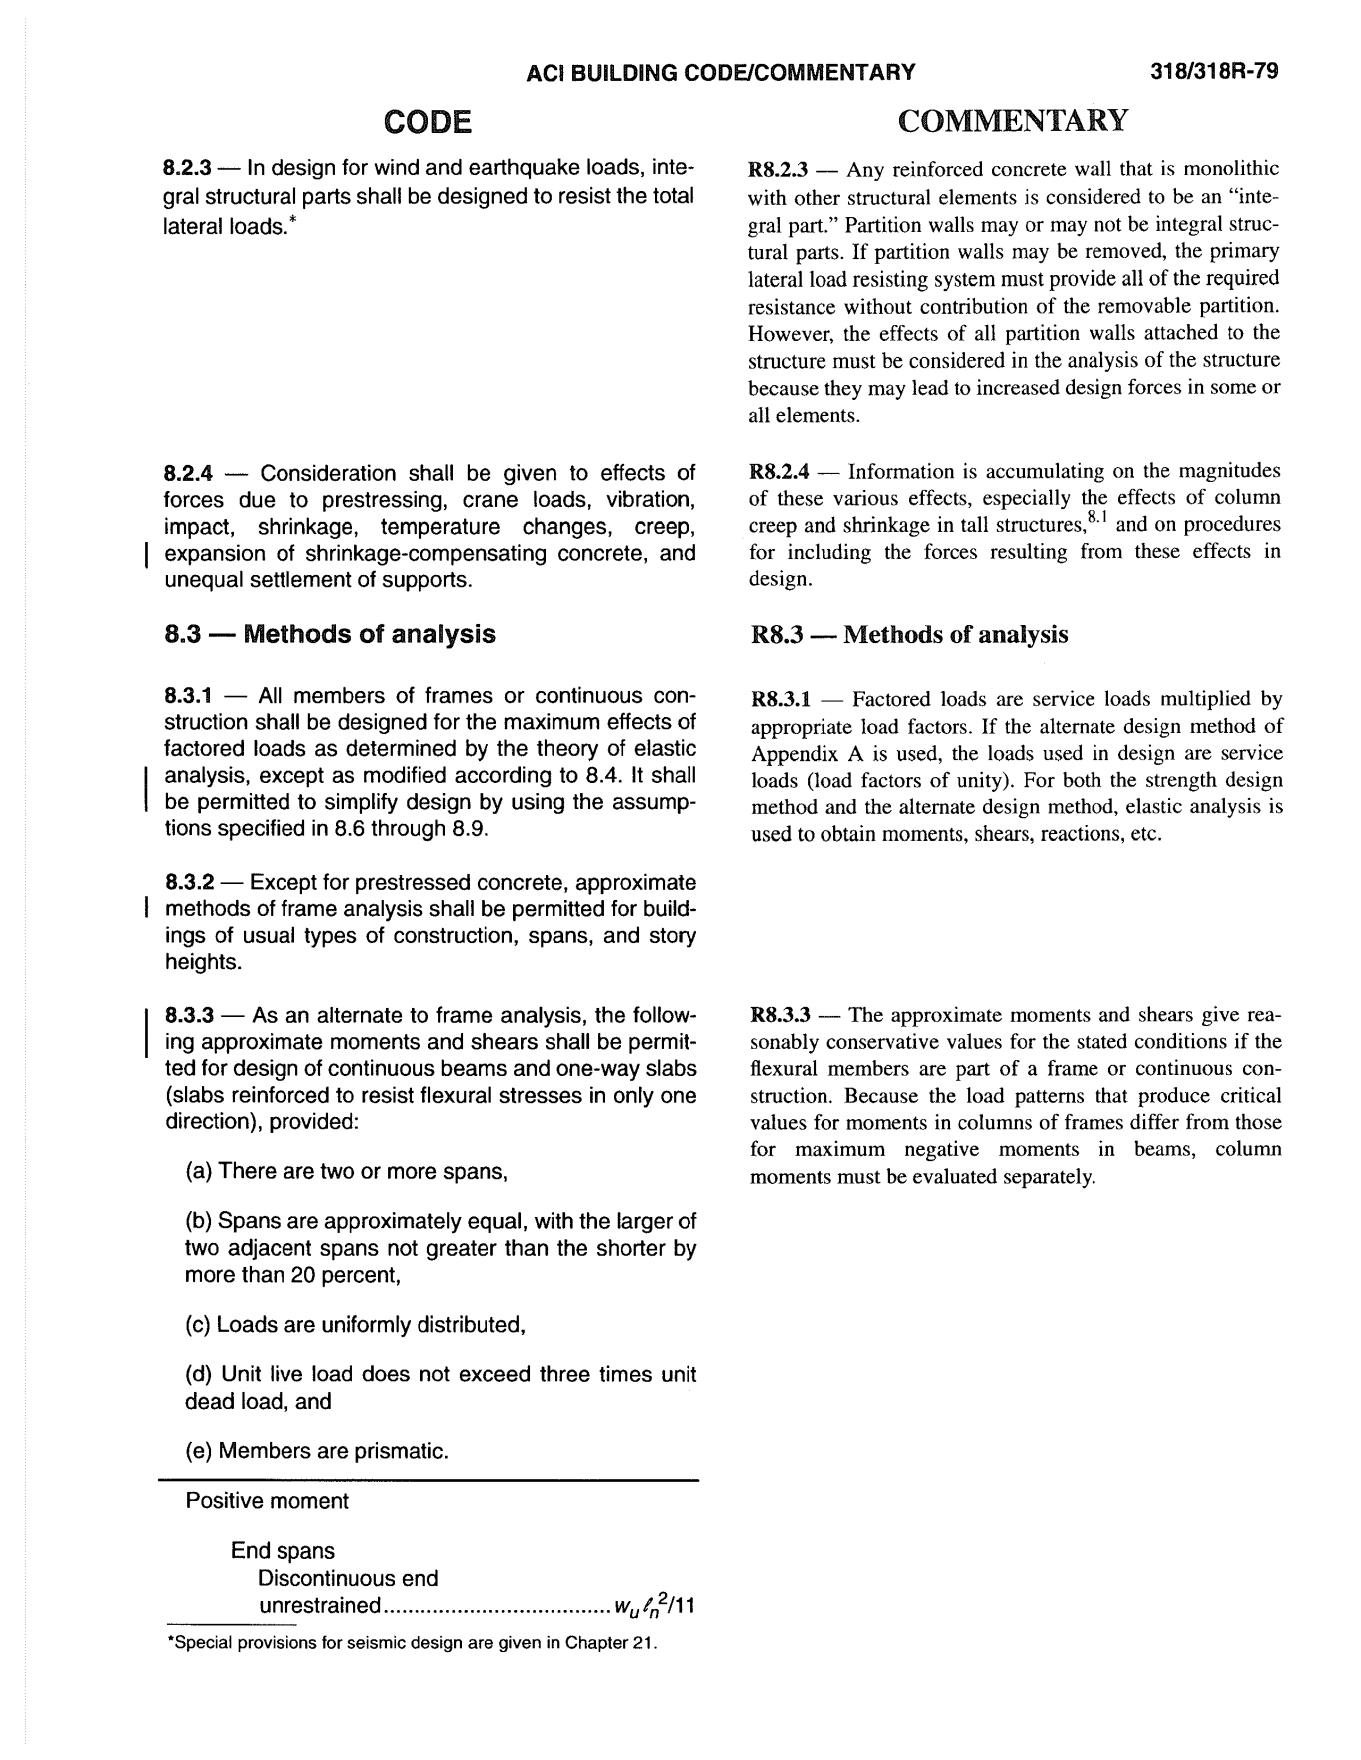 ACI BUILDING CODE/COMMENTARY
318/318R-79
CODE
8.2.3 — In design for wind and earthquake loads, inte-
gral structural parts shall be designed to resist the total
lateral loads.*
8.2.4 — Consideration shall be given to effects of
forces due to prestressing, crane loads, vibration,
impact, shrinkage, temperature changes, creep,
expansion of shrinkage-compensating concrete, and
unequal settlement of supports.
8.3 — Methods of analysis
8.3.1 — All members of frames or continuous con-
struction shall be designed for the maximum effects of
factored loads as determined by the theory of elastic
analysis, except as modified according to 8.4. It shall
be permitted to simplify design by using the assump-
tions specified in 8.6 through 8.9.
8.3.2 — Except for prestressed concrete, approximate
methods of frame analysis shall be permitted for build-
ings of usual types of construction, spans, and story
heights.
8.3.3 — As an alternate to frame analysis, the follow-
ing approximate moments and shears shall be permit-
ted for design of continuous beams and one-way slabs
(slabs reinforced to resist flexural stresses in only one
direction), provided:
(a) There are two or more spans,
(b) Spans are approximately equal, with the larger of
two adjacent spans not greater than the shorter by
more than 20 percent,
(c) Loads are uniformly distributed,
(d) Unit live load does not exceed three times unit
dead load, and
(e) Members are prismatic.
Positive moment
End spans
Discontinuous end
unrestrained..................................... wᵤℓₙ²/11
*Special provisions for seismic design are given in Chapter 21.
COMMENTARY
R8.2.3 — Any reinforced concrete wall that is monolithic
with other structural elements is considered to be an “inte-
gral part.” Partition walls may or may not be integral struc-
tural parts. If partition walls may be removed, the primary
lateral load resisting system must provide all of the required
resistance without contribution of the removable partition.
However, the effects of all partition walls attached to the
structure must be considered in the analysis of the structure
because they may lead to increased design forces in some or
all elements.
R8.2.4 — Information is accumulating on the magnitudes
of these various effects, especially the effects of column
creep and shrinkage in tall structures,8.1 and on procedures
for including the forces resulting from these effects in
design.
R8.3 — Methods of analysis
R8.3.1 — Factored loads are service loads multiplied by
appropriate load factors. If the alternate design method of
Appendix A is used, the loads used in design are service
loads (load factors of unity). For both the strength design
method and the alternate design method, elastic analysis is
used to obtain moments, shears, reactions, etc.
R8.3.3 — The approximate moments and shears give rea-
sonably conservative values for the stated conditions if the
flexural members are part of a frame or continuous con-
struction. Because the load patterns that produce critical
values for moments in columns of frames differ from those
for maximum negative moments in beams, column
moments must be evaluated separately.